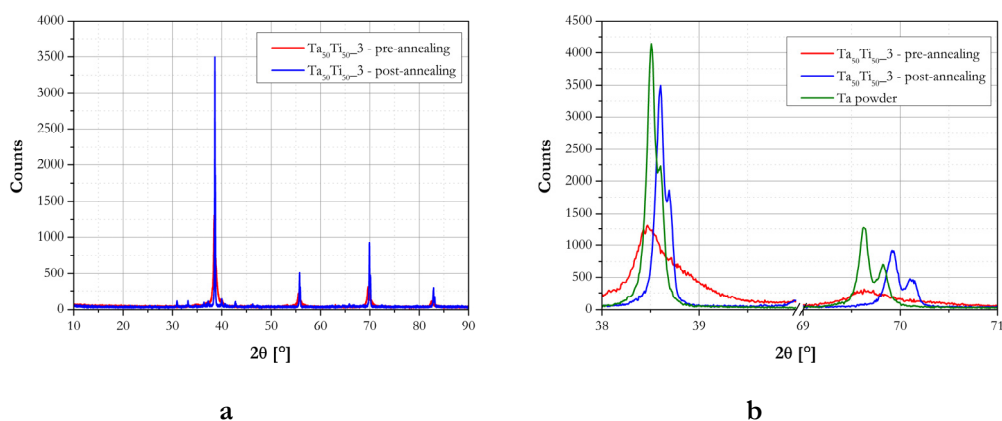 4000
3500
3000
2500
2000
1500
1000
500
0
Counts
10 20 30 40 50 60 70 80 90
2θ [°]
Ta₅₀Ti₅₀_3 - pre-annealing
Ta₅₀Ti₅₀_3 - post-annealing
a
4500
4000
3500
3000
2500
2000
1500
1000
500
0
Counts
38 39 69 70 71
2θ [°]
Ta₅₀Ti₅₀_3 - pre-annealing
Ta₅₀Ti₅₀_3 - post-annealing
Ta powder
b